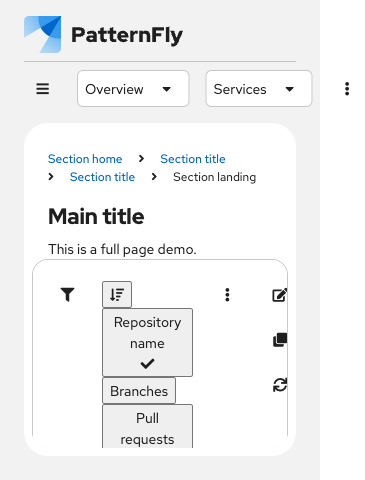 PatternFly
Overview
Services
Section home
Section title
Section title
Section landing
Main title
This is a full page demo.
Repository
name
Branches
Pull
requests